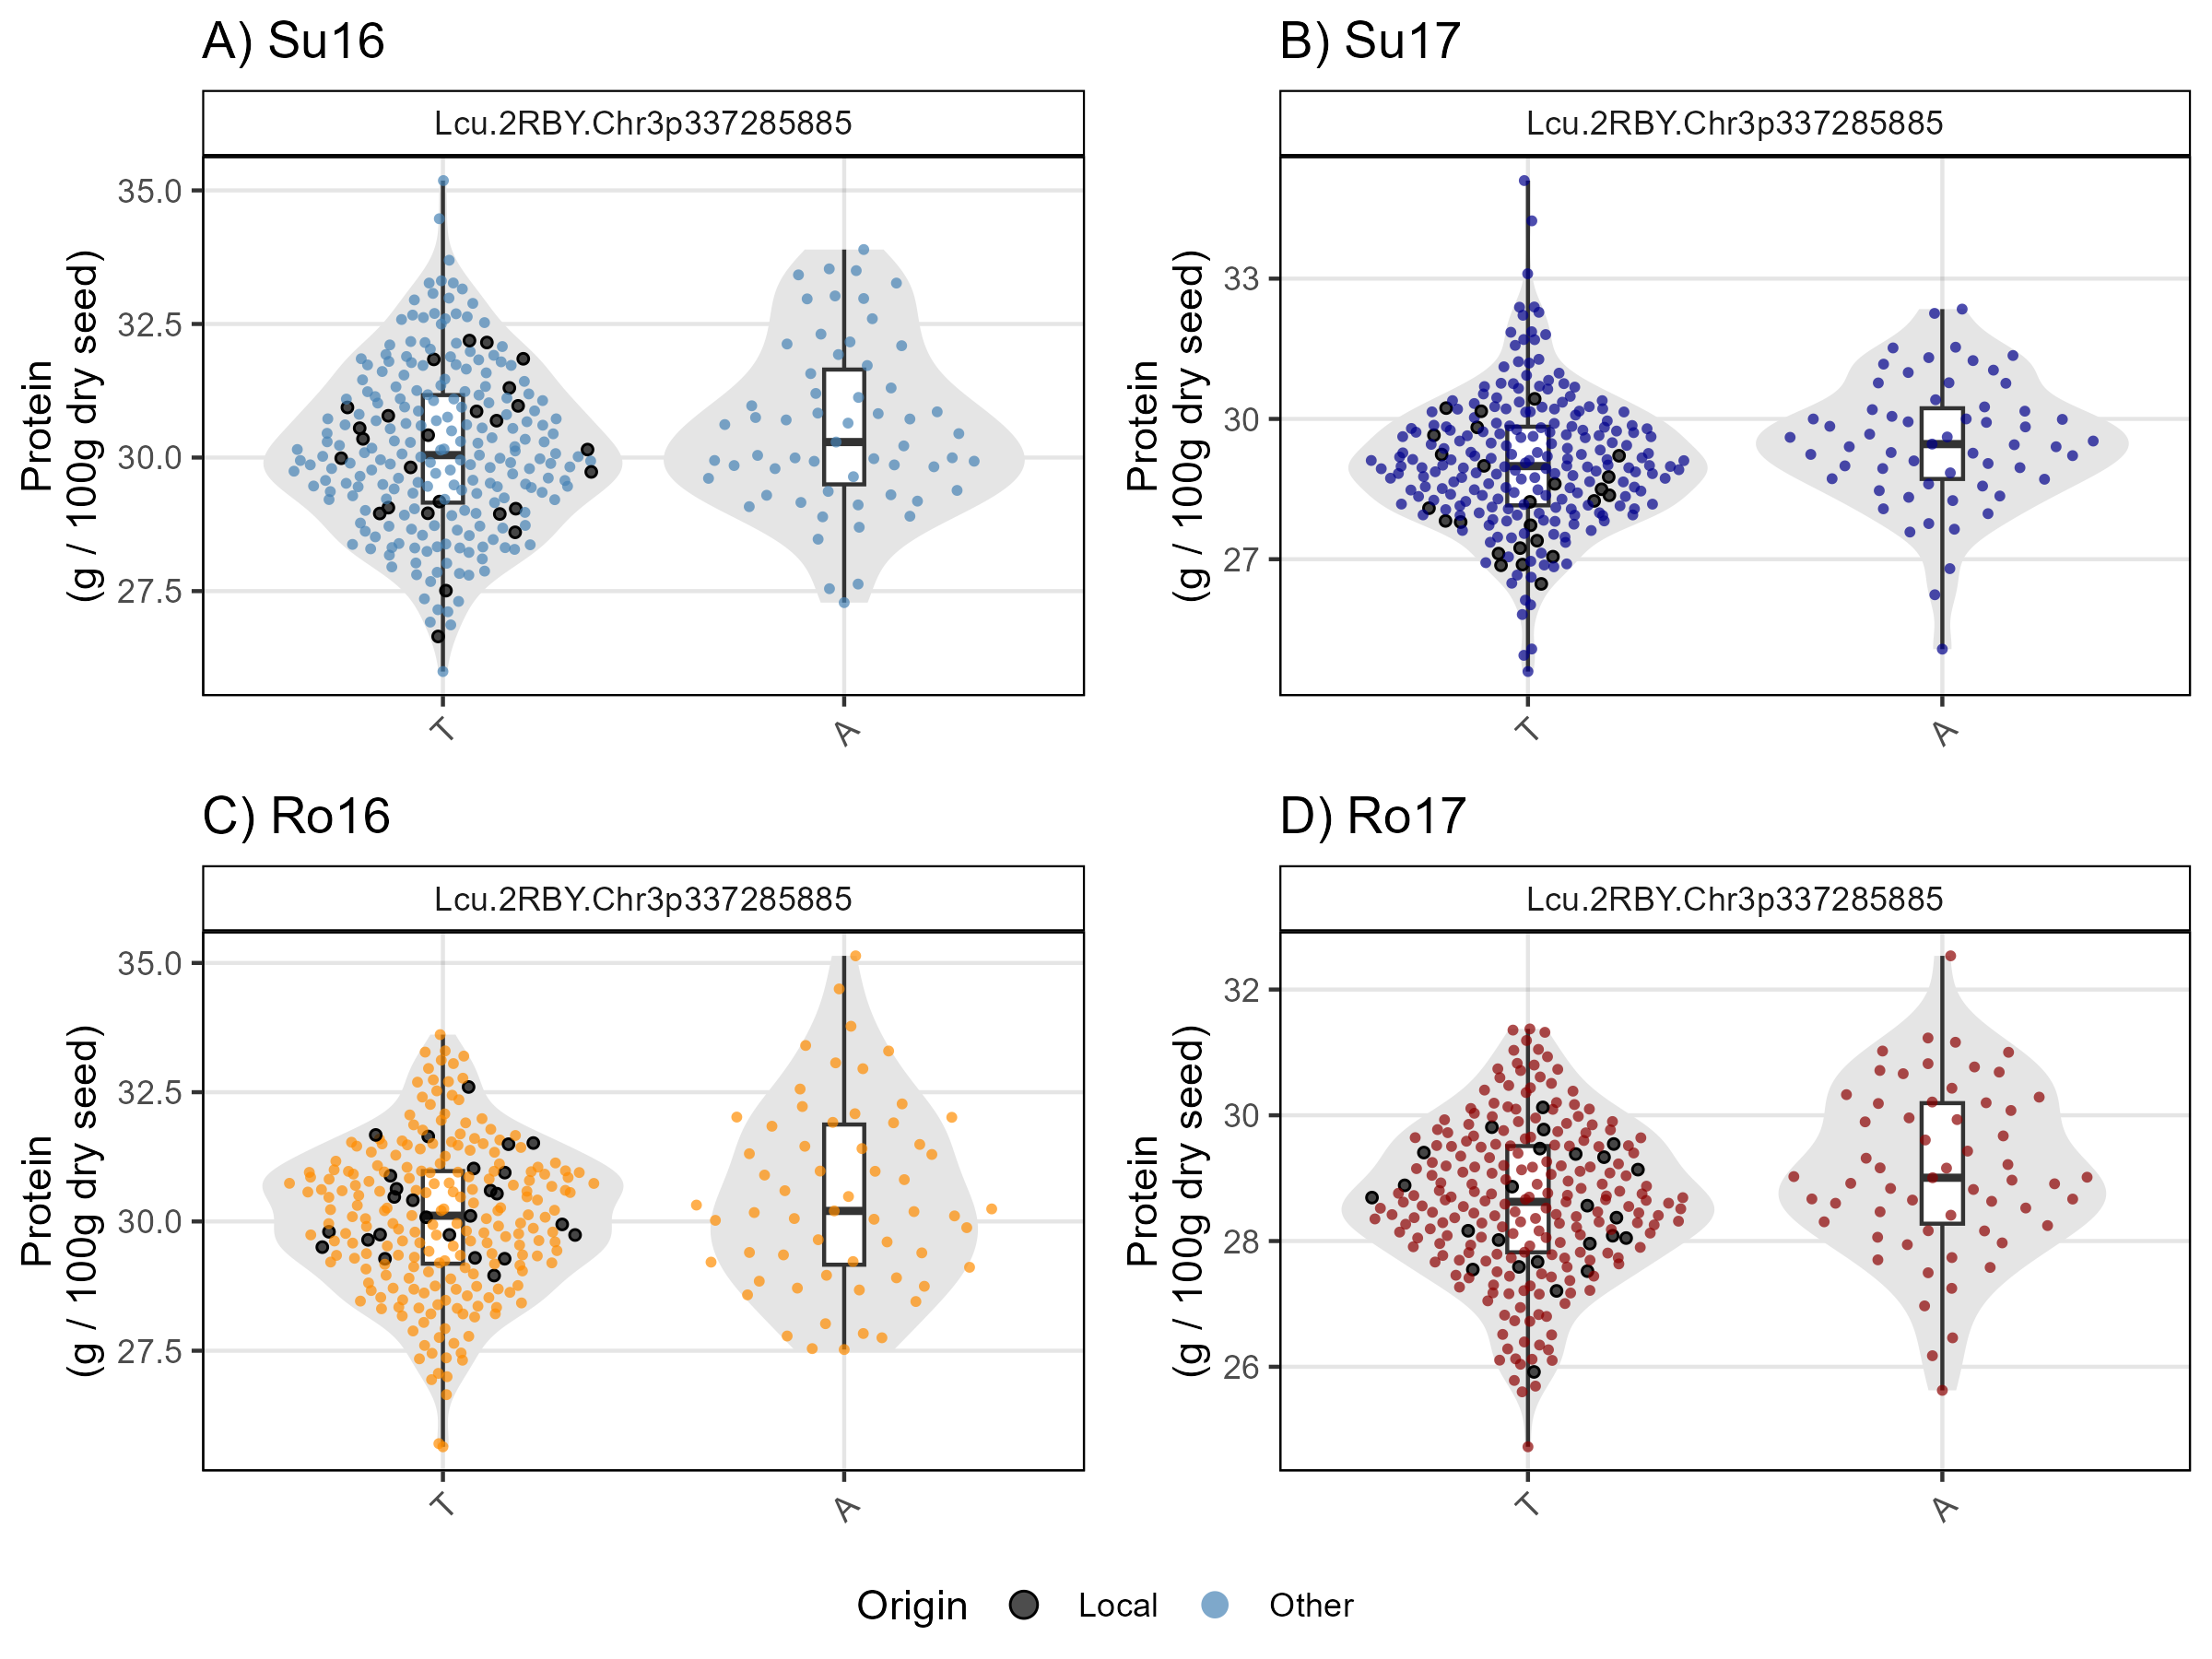 A) Su16
Lcu.2RBY.Chr3p337285885
Protein
(g / 100g dry seed)
35.0
32.5
30.0
27.5
T
A
B) Su17
Lcu.2RBY.Chr3p337285885
Protein
(g / 100g dry seed)
33
30
27
T
A
C) Ro16
Lcu.2RBY.Chr3p337285885
Protein
(g / 100g dry seed)
35.0
32.5
30.0
27.5
T
A
D) Ro17
Lcu.2RBY.Chr3p337285885
Protein
(g / 100g dry seed)
32
30
28
26
T
A
Origin Local Other